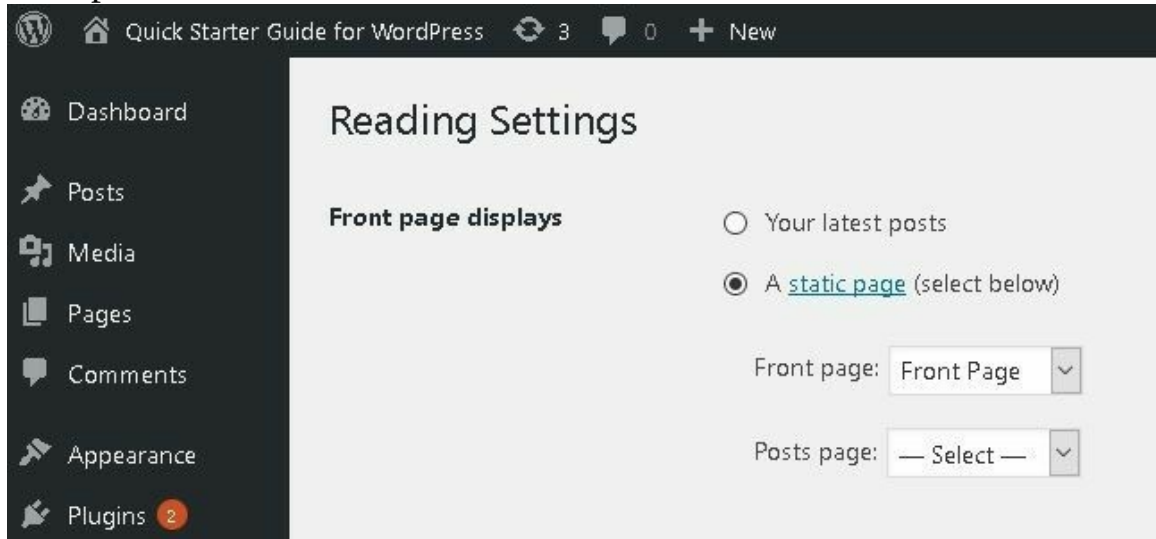 Quick Starter Guide for WordPress 3 0 + New
Dashboard
Posts
Media
Pages
Comments
Appearance
Plugins 2
Reading Settings
Front page displays
Your latest posts
A static page (select below)
Front page: Front Page
Posts page: — Select —